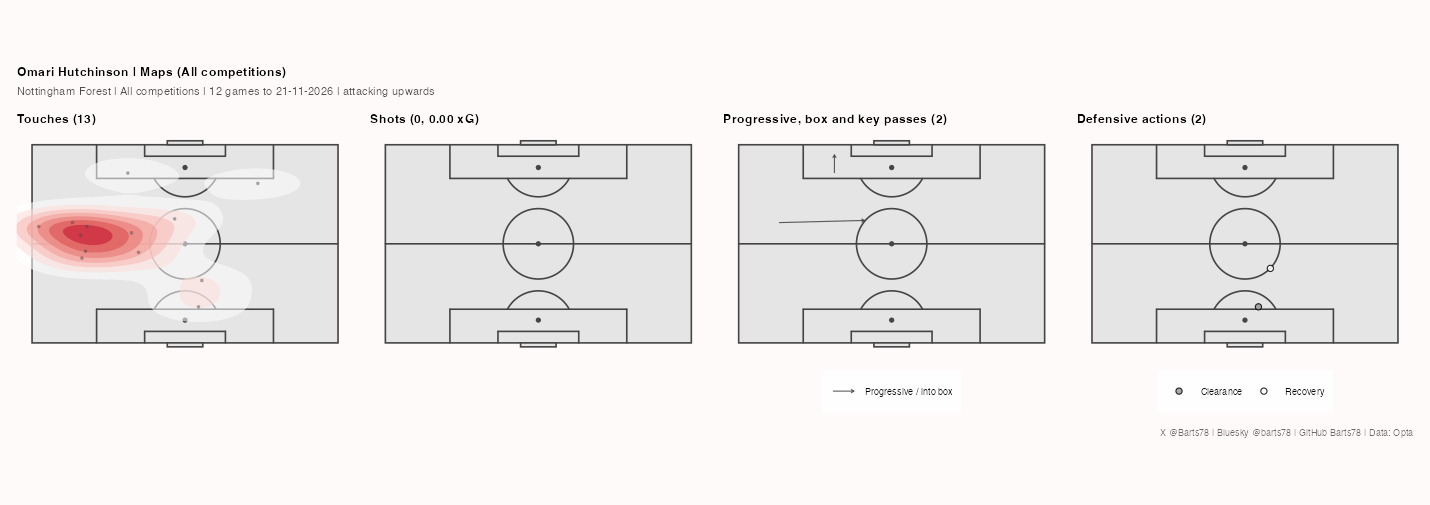 Omari Hutchinson | Maps (All competitions)
Nottingham Forest | All competitions | 12 games to 21-11-2026 | attacking upwards
Touches (13)
Shots (0, 0.00 xG)
Progressive, box and key passes (2)
Defensive actions (2)
Progressive / into box
Clearance
Recovery
X @Barts78 | Bluesky @barts78 | GitHub Barts78 | Data: Opta